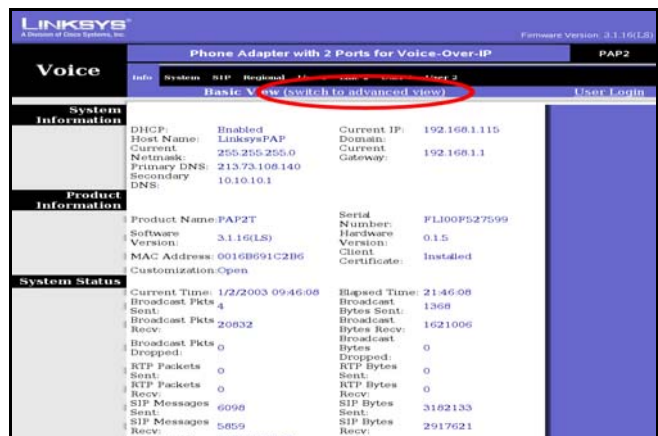 LINKSYS®
A Division of Cisco Systems, Inc.
Firmware Version: 3.1.16(LS)
Phone Adapter with 2 Ports for Voice-Over-IP
PAP2
Voice
Info System SIP Regional User 2
Basic View (switch to advanced view)
User Login
System Information
DHCP: Enabled Current IP: 192.168.1.115
Host Name: LinksysPAP Domain:
Current Netmask: 255.255.255.0 Current Gateway: 192.168.1.1
Primary DNS: 213.73.108.140
Secondary DNS: 10.10.10.1
Product Information
Product Name: PAP2T Serial Number: FLI00F527599
Software Version: 3.1.16(LS) Hardware Version: 0.1.5
MAC Address: 0016B691C2B6 Client Certificate: Installed
Customization: Open
System Status
Current Time: 1/2/2003 09:46:08 Elapsed Time: 21:46:08
Broadcast Pkts Sent: 4 Broadcast Bytes Sent: 1368
Broadcast Pkts Recv: 20832 Broadcast Bytes Recv: 1621006
Broadcast Pkts Dropped: 0 Broadcast Bytes Dropped: 0
RTP Packets Sent: 0 RTP Bytes Sent: 0
RTP Packets Recv: 0 RTP Bytes Recv: 0
SIP Messages Sent: 6098 SIP Bytes Sent: 3182133
SIP Messages Recv: 5859 SIP Bytes Recv: 2917621